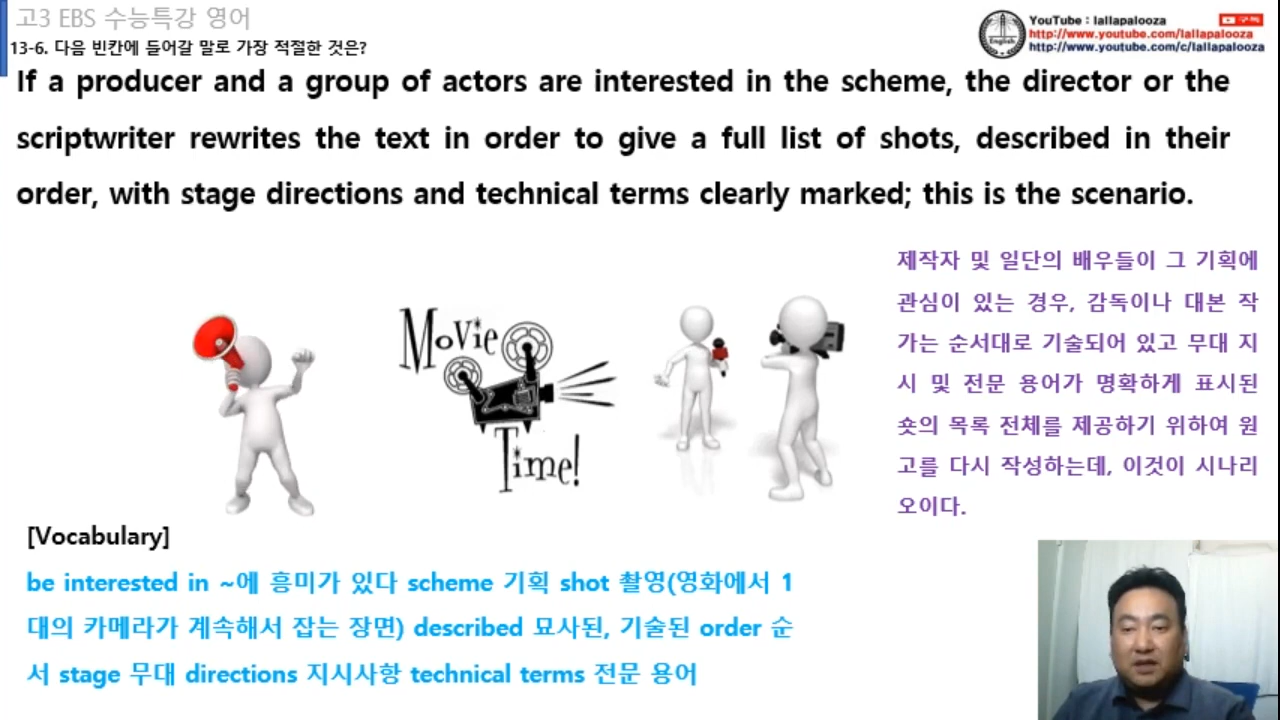 고3 EBS 수능특강 영어
13-6. 다음 빈칸에 들어갈 말로 가장 적절한 것은?
English
YouTube : lallapalooza
구독
http://www.youtube.com/lallapalooza
http://www.youtube.com/c/lallapalooza
If a producer and a group of actors are interested in the scheme, the director or the
scriptwriter rewrites the text in order to give a full list of shots, described in their
order, with stage directions and technical terms clearly marked; this is the scenario.
Movie
Time!
제작자 및 일단의 배우들이 그 기획에
관심이 있는 경우, 감독이나 대본 작
가는 순서대로 기술되어 있고 무대 지
시 및 전문 용어가 명확하게 표시된
숏의 목록 전체를 제공하기 위하여 원
고를 다시 작성하는데, 이것이 시나리
오이다.
[Vocabulary]
be interested in ~에 흥미가 있다 scheme 기획 shot 촬영(영화에서 1
대의 카메라가 계속해서 잡는 장면) described 묘사된, 기술된 order 순
서 stage 무대 directions 지시사항 technical terms 전문 용어